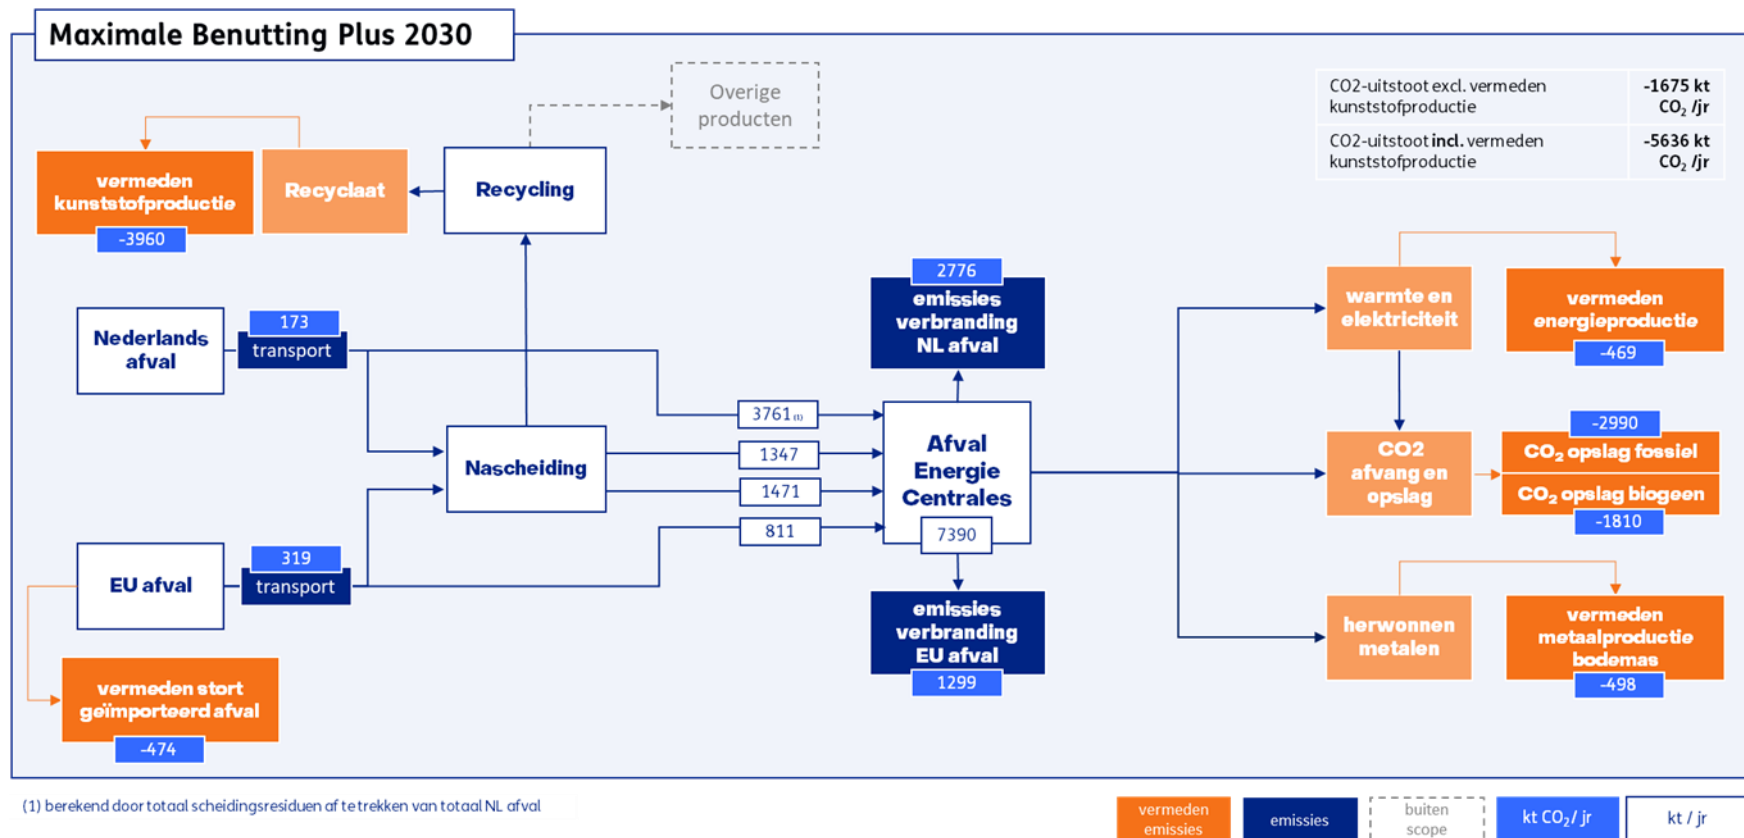 Maximale Benutting Plus 2030
Overige
producten
CO2-uitstoot excl. vermeden
kunststofproductie
-1675 kt
CO₂ /jr
CO2-uitstoot incl. vermeden
kunststofproductie
-5636 kt
CO₂ /jr
vermeden
kunststofproductie
-3960
Recyclaat
Recycling
2776
emissies
verbranding
NL afval
warmte en
elektriciteit
vermeden
energieproductie
-469
Nederlands
afval
173
transport
3761 (1)
1347
1471
811
Nascheiding
Afval
Energie
Centrales
7390
CO2
afvang en
opslag
-2990
CO₂ opslag fossiel
CO₂ opslag biogeen
-1810
EU afval
319
transport
emissies
verbranding
EU afval
1299
herwonnen
metalen
vermeden
metaalproductie
bodemas
-498
vermeden stort
geïmporteerd afval
-474
(1) berekend door totaal scheidingsresiduen af te trekken van totaal NL afval
vermeden
emissies
emissies
buiten
scope
kt CO₂/ jr
kt / jr